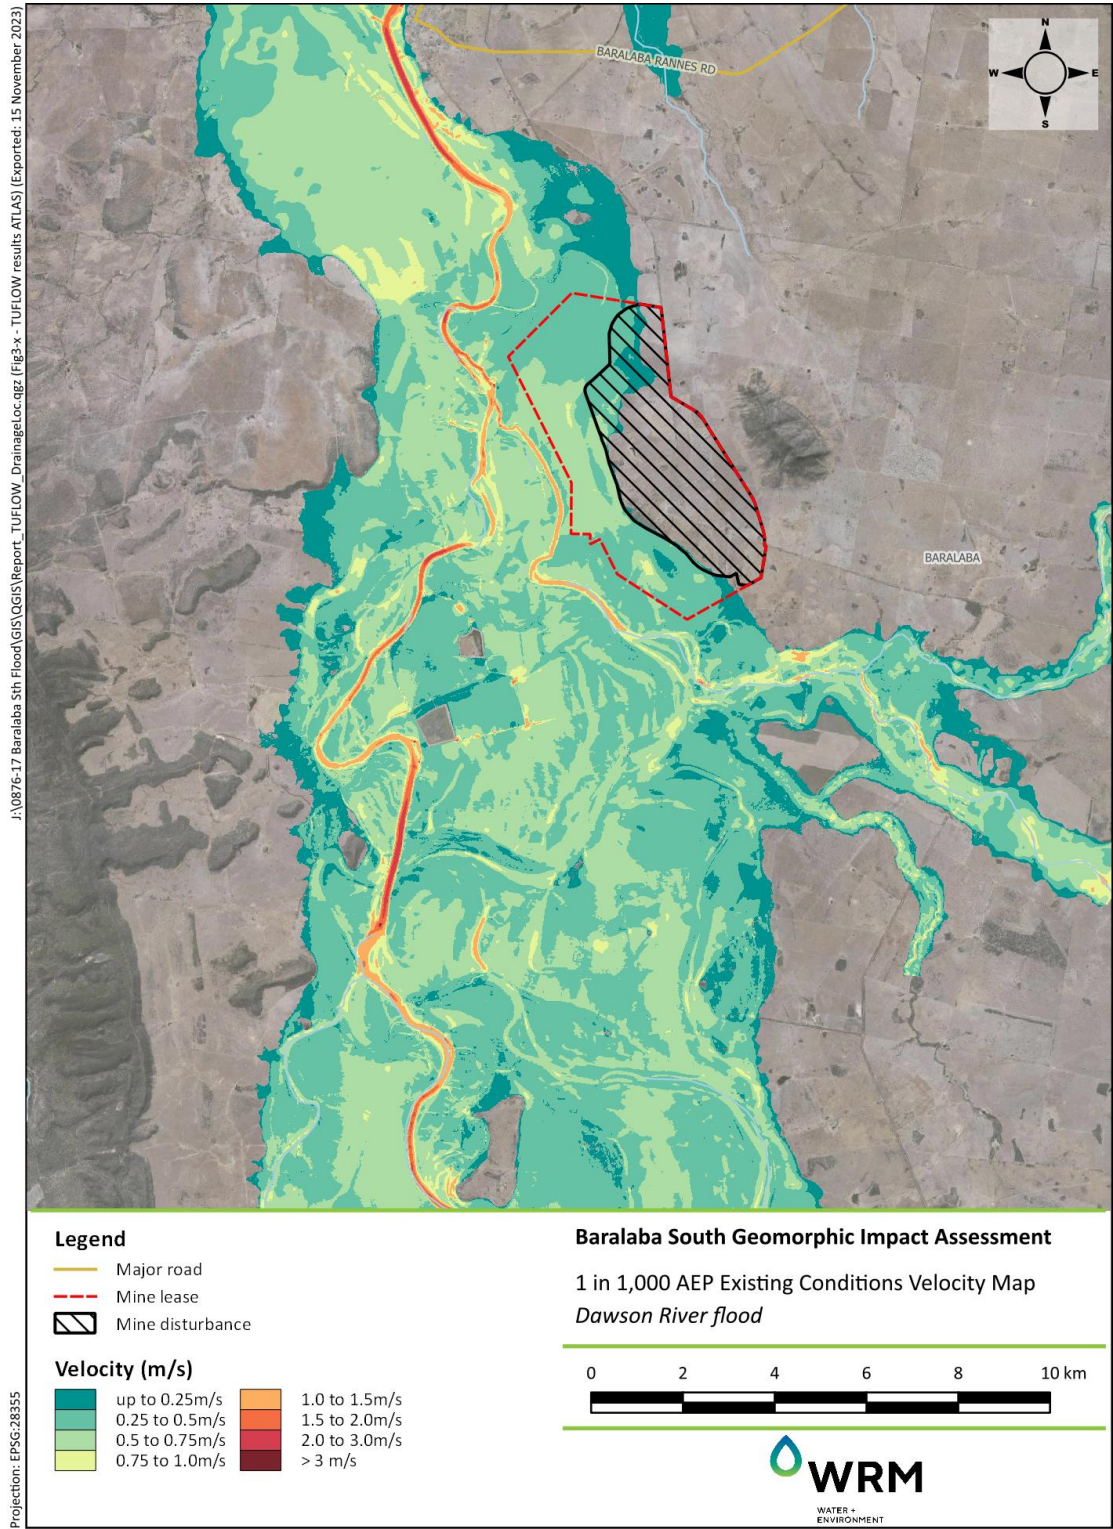 J:\0876-17 Baralaba Sth Flood\GIS\QGIS\Report_TUFLOW_DrainageLoc.qgz (Fig3-x - TUFLOW results ATLAS) (Exported: 15 November 2023)
Projection: EPSG:28355
N
W E
S
BARALABA RANNES RD
BARALABA
Legend
Major road
Mine lease
Mine disturbance
Velocity (m/s)
up to 0.25m/s
0.25 to 0.5m/s
0.5 to 0.75m/s
0.75 to 1.0m/s
1.0 to 1.5m/s
1.5 to 2.0m/s
2.0 to 3.0m/s
> 3 m/s
Baralaba South Geomorphic Impact Assessment
1 in 1,000 AEP Existing Conditions Velocity Map
Dawson River flood
0 2 4 6 8 10 km
WRM
WATER +
ENVIRONMENT